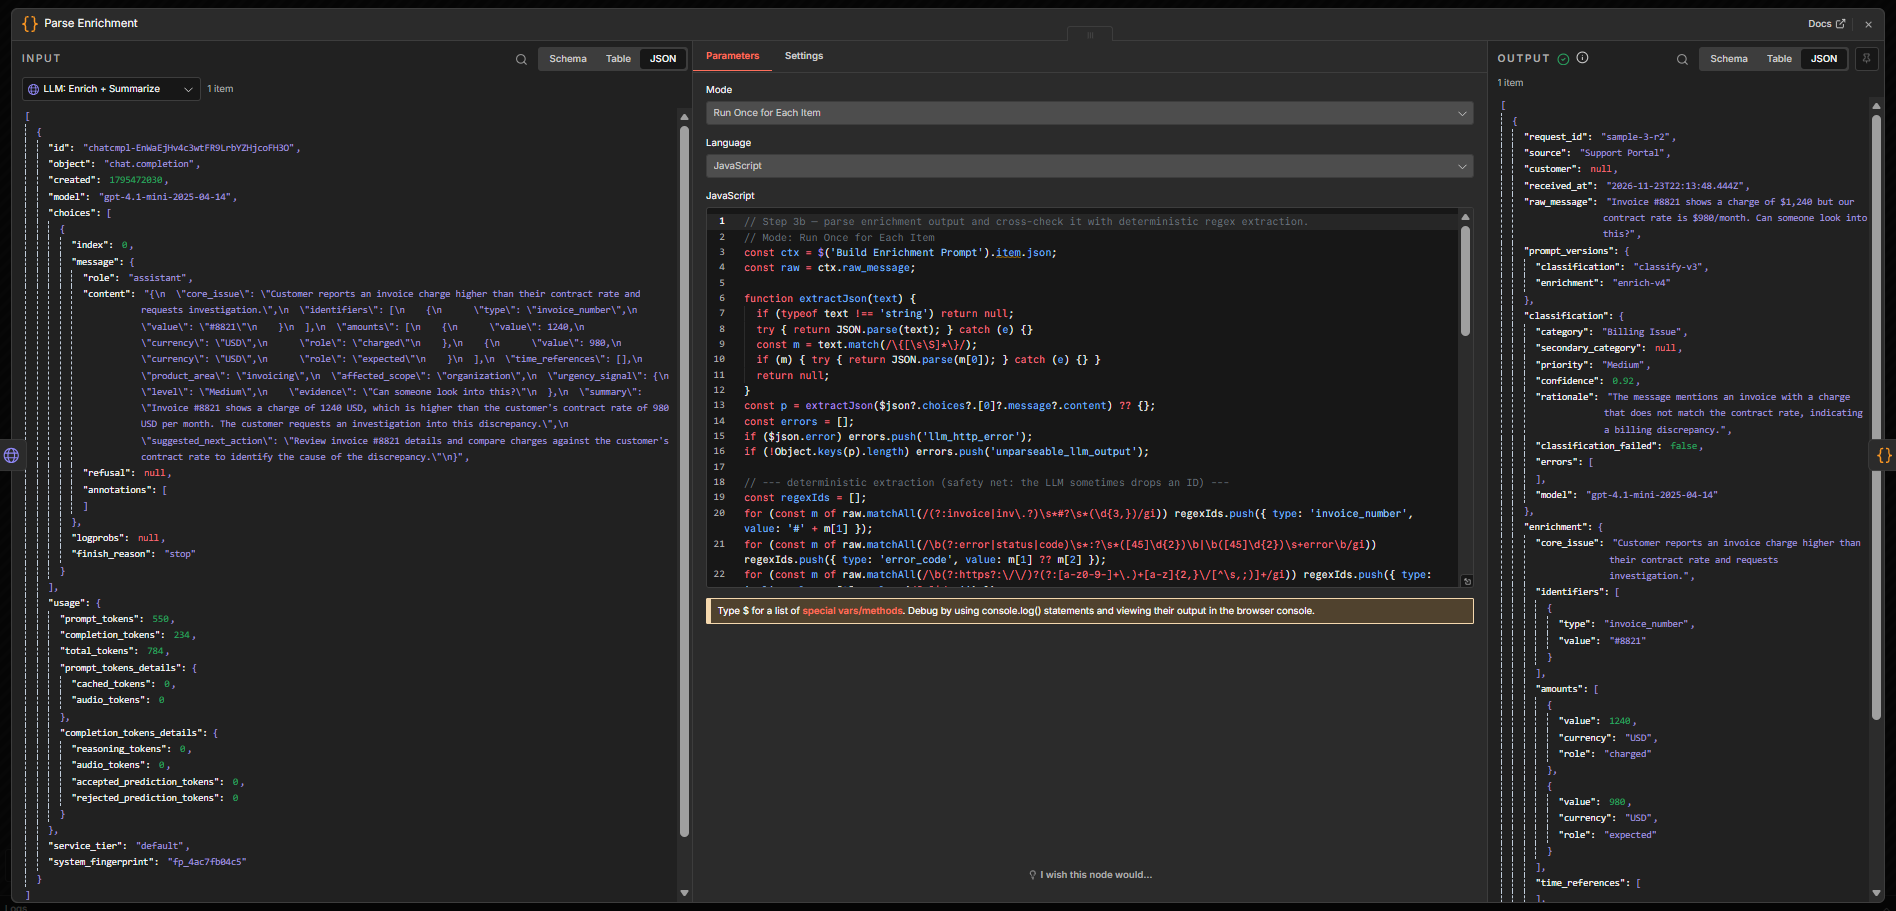 {} Parse Enrichment
Docs
INPUT
Schema Table JSON
LLM: Enrich + Summarize
1 item
[
{
"id": "chatcmpl-EnWaEjHv4c3wtFR9LrbYZHjcoFH3O",
"object": "chat.completion",
"created": 1795472030,
"model": "gpt-4.1-mini-2025-04-14",
"choices": [
{
"index": 0,
"message": {
"role": "assistant",
"content": "{\n \"core_issue\": \"Customer reports an invoice charge higher than their contract rate and
requests investigation.\",\n \"identifiers\": [\n {\n \"type\": \"invoice_number\",\n
\"value\": \"#8821\"\n }\n ],\n \"amounts\": [\n {\n \"value\": 1240,\n
\"currency\": \"USD\",\n \"role\": \"charged\"\n },\n {\n \"value\": 980,\n
\"currency\": \"USD\",\n \"role\": \"expected\"\n }\n ],\n \"time_references\": [],\n
\"product_area\": \"invoicing\",\n \"affected_scope\": \"organization\",\n \"urgency_signal\": {\n
\"level\": \"Medium\",\n \"evidence\": \"Can someone look into this?\"\n },\n \"summary\":
\"Invoice #8821 shows a charge of 1240 USD, which is higher than the customer's contract rate of 980
USD per month. The customer requests an investigation into this discrepancy.\",\n
\"suggested_next_action\": \"Review invoice #8821 details and compare charges against the customer's
contract rate to identify the cause of the discrepancy.\"\n}",
"refusal": null,
"annotations": [
]
},
"logprobs": null,
"finish_reason": "stop"
}
],
"usage": {
"prompt_tokens": 550,
"completion_tokens": 234,
"total_tokens": 784,
"prompt_tokens_details": {
"cached_tokens": 0,
"audio_tokens": 0
},
"completion_tokens_details": {
"reasoning_tokens": 0,
"audio_tokens": 0,
"accepted_prediction_tokens": 0,
"rejected_prediction_tokens": 0
}
},
"service_tier": "default",
"system_fingerprint": "fp_4ac7fb04c5"
}
]
Parameters Settings
Mode
Run Once for Each Item
Language
JavaScript
JavaScript
1 // Step 3b — parse enrichment output and cross-check it with deterministic regex extraction.
2 // Mode: Run Once for Each Item
3 const ctx = $('Build Enrichment Prompt').item.json;
4 const raw = ctx.raw_message;
5
6 function extractJson(text) {
7 if (typeof text !== 'string') return null;
8 try { return JSON.parse(text); } catch (e) {}
9 const m = text.match(/\{[\s\S]*\}/);
10 if (m) { try { return JSON.parse(m[0]); } catch (e) {} }
11 return null;
12 }
13 const p = extractJson($json?.choices?.[0]?.message?.content) ?? {};
14 const errors = [];
15 if ($json.error) errors.push('llm_http_error');
16 if (!Object.keys(p).length) errors.push('unparseable_llm_output');
17
18 // --- deterministic extraction (safety net: the LLM sometimes drops an ID) ---
19 const regexIds = [];
20 for (const m of raw.matchAll(/(?:invoice|inv\.?)\s*#?\s*(\d{3,})/gi)) regexIds.push({ type: 'invoice_number',
value: '#' + m[1] });
21 for (const m of raw.matchAll(/\b(?:error|status|code)\s*:?\s*([45]\d{2})\b|\b([45]\d{2})\s+error\b/gi))
regexIds.push({ type: 'error_code', value: m[1] ?? m[2] });
22 for (const m of raw.matchAll(/\b(?:https?:\/\/)?(?:[a-z0-9-]+\.)+[a-z]{2,}\/[^\s,;)]+/gi)) regexIds.push({ type:
Type $ for a list of special vars/methods. Debug by using console.log() statements and viewing their output in the browser console.
I wish this node would...
OUTPUT
Schema Table JSON
1 item
[
{
"request_id": "sample-3-r2",
"source": "Support Portal",
"customer": null,
"received_at": "2026-11-23T22:13:48.444Z",
"raw_message": "Invoice #8821 shows a charge of $1,240 but our
contract rate is $980/month. Can someone look into
this?",
"prompt_versions": {
"classification": "classify-v3",
"enrichment": "enrich-v4"
},
"classification": {
"category": "Billing Issue",
"secondary_category": null,
"priority": "Medium",
"confidence": 0.92,
"rationale": "The message mentions an invoice with a charge
that does not match the contract rate, indicating
a billing discrepancy.",
"classification_failed": false,
"errors": [
],
"model": "gpt-4.1-mini-2025-04-14"
},
"enrichment": {
"core_issue": "Customer reports an invoice charge higher than
their contract rate and requests
investigation.",
"identifiers": [
{
"type": "invoice_number",
"value": "#8821"
}
],
"amounts": [
{
"value": 1240,
"currency": "USD",
"role": "charged"
},
{
"value": 980,
"currency": "USD",
"role": "expected"
}
],
"time_references": [
],
{}